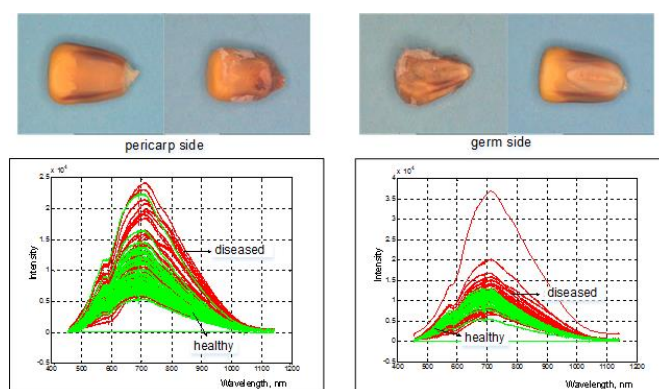 pericarp side
germ side
x 10⁴
2.5
2
1.5
1
0.5
0
-0.5
400 500 600 700 800 900 1000 1100 1200
Intensity
Wavelength, nm
diseased
healthy
x 10⁴
4
3.5
3
2.5
2
1.5
1
0.5
0
-0.5
400 500 600 700 800 900 1000 1100 1200
Intensity
Wavelength, nm
diseased
healthy